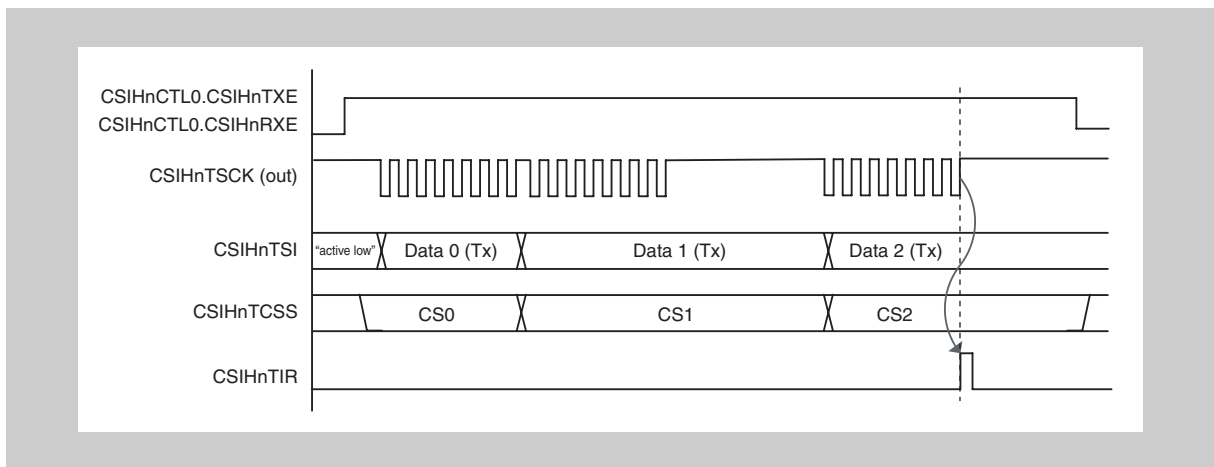 CSIHnCTL0.CSIHnTXE
CSIHnCTL0.CSIHnRXE
CSIHnTSCK (out)
CSIHnTSI
“active low”
Data 0 (Tx)
Data 1 (Tx)
Data 2 (Tx)
CSIHnTCSS
CS0
CS1
CS2
CSIHnTIR